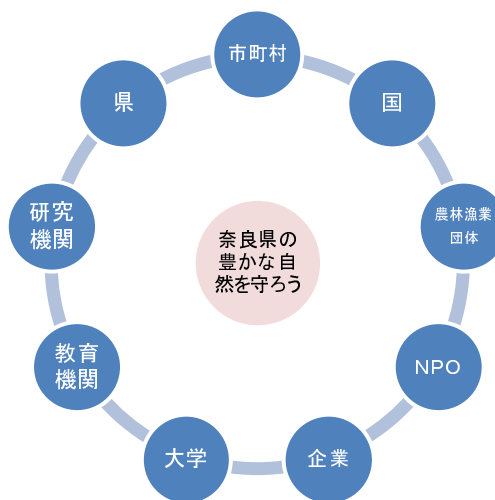 市町村
国
農林漁業
団体
NPO
企業
大学
教育
機関
研究
機関
県
奈良県の
豊かな自
然を守ろう